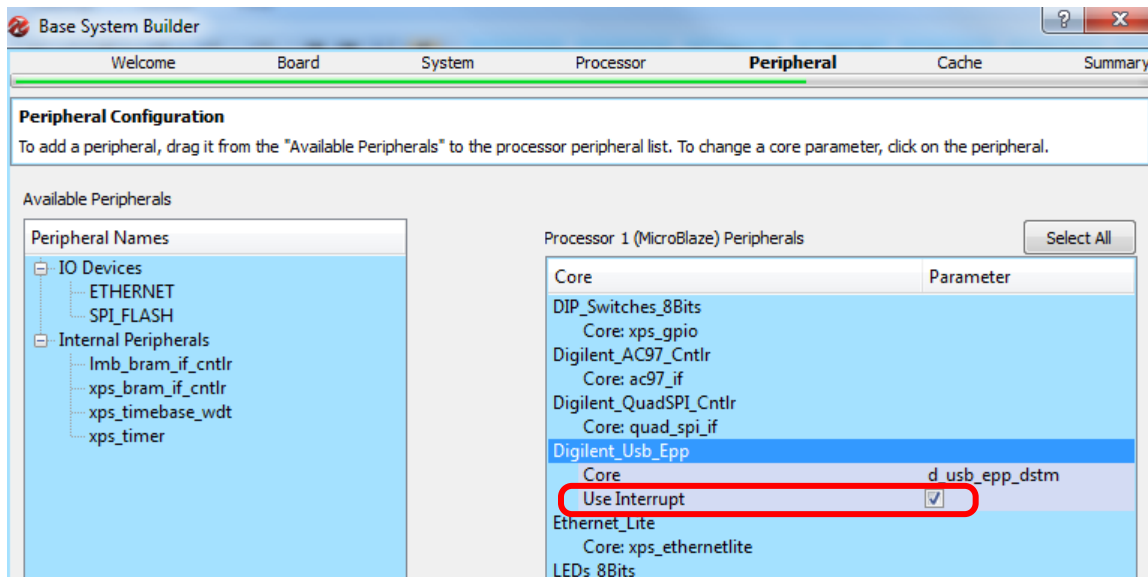 Base System Builder
Welcome Board System Processor Peripheral Cache Summary
Peripheral Configuration
To add a peripheral, drag it from the "Available Peripherals" to the processor peripheral list. To change a core parameter, click on the peripheral.
Available Peripherals
Peripheral Names
IO Devices
ETHERNET
SPI_FLASH
Internal Peripherals
lmb_bram_if_cntlr
xps_bram_if_cntlr
xps_timebase_wdt
xps_timer
Processor 1 (MicroBlaze) Peripherals Select All
Core Parameter
DIP_Switches_8Bits
Core: xps_gpio
Digilent_AC97_Cntlr
Core: ac97_if
Digilent_QuadSPI_Cntlr
Core: quad_spi_if
Digilent_Usb_Epp
Core d_usb_epp_dstm
Use Interrupt
Ethernet_Lite
Core: xps_ethernetlite
LEDs_8Bits